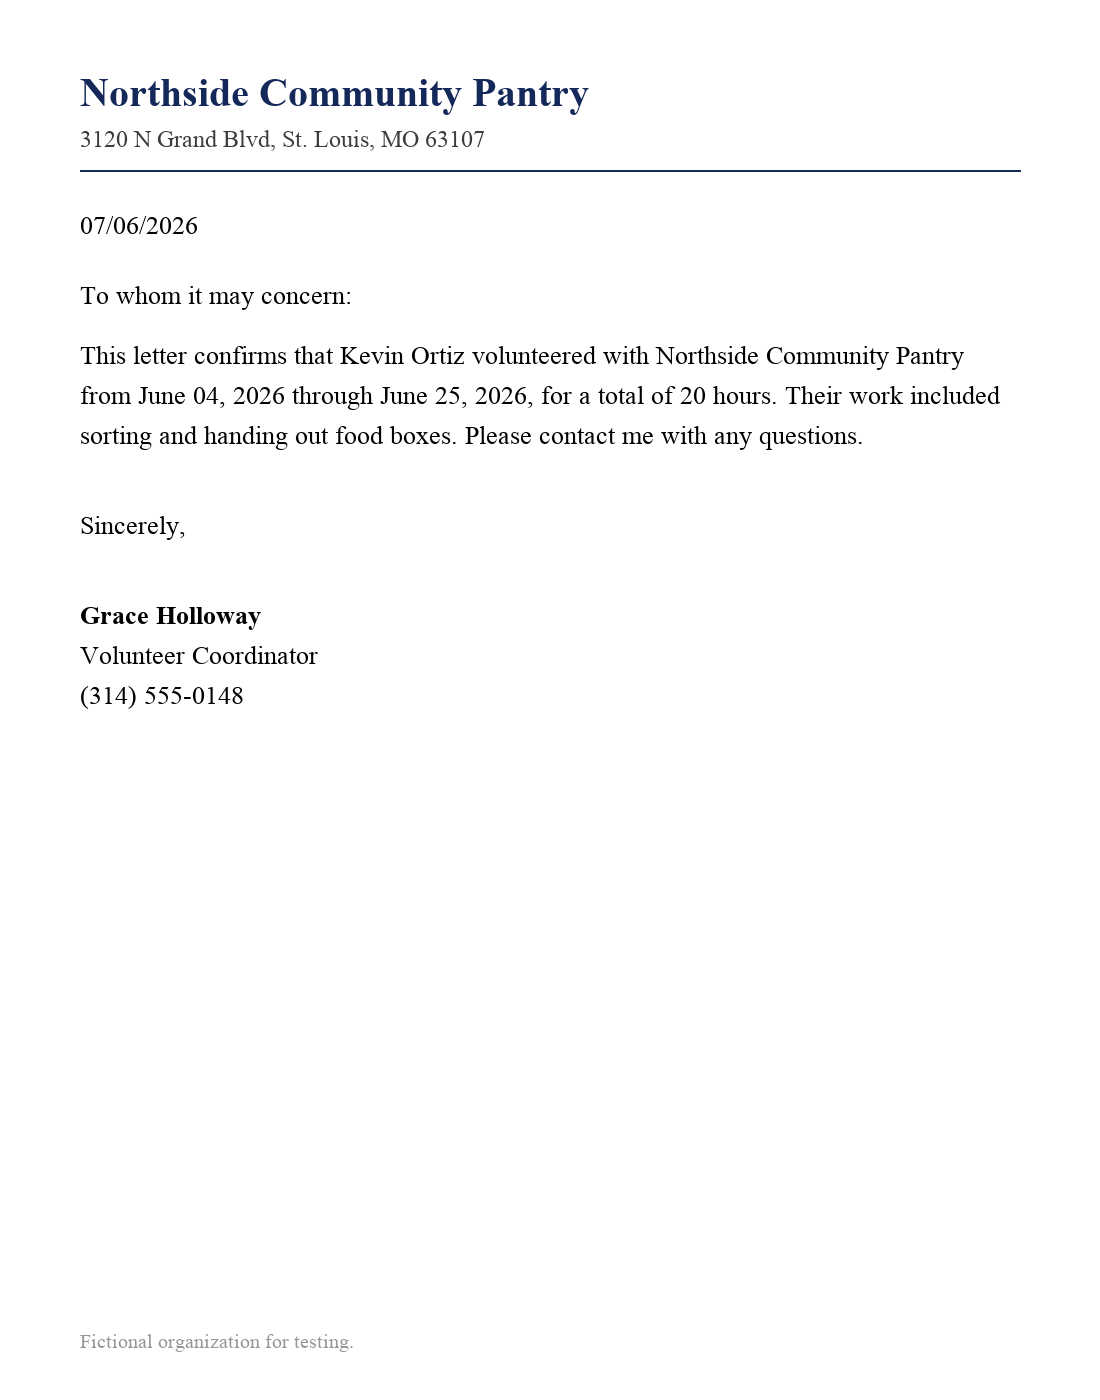 Northside Community Pantry
3120 N Grand Blvd, St. Louis, MO 63107
07/06/2026
To whom it may concern:
This letter confirms that Kevin Ortiz volunteered with Northside Community Pantry
from June 04, 2026 through June 25, 2026, for a total of 20 hours. Their work included
sorting and handing out food boxes. Please contact me with any questions.
Sincerely,
Grace Holloway
Volunteer Coordinator
(314) 555-0148
Fictional organization for testing.